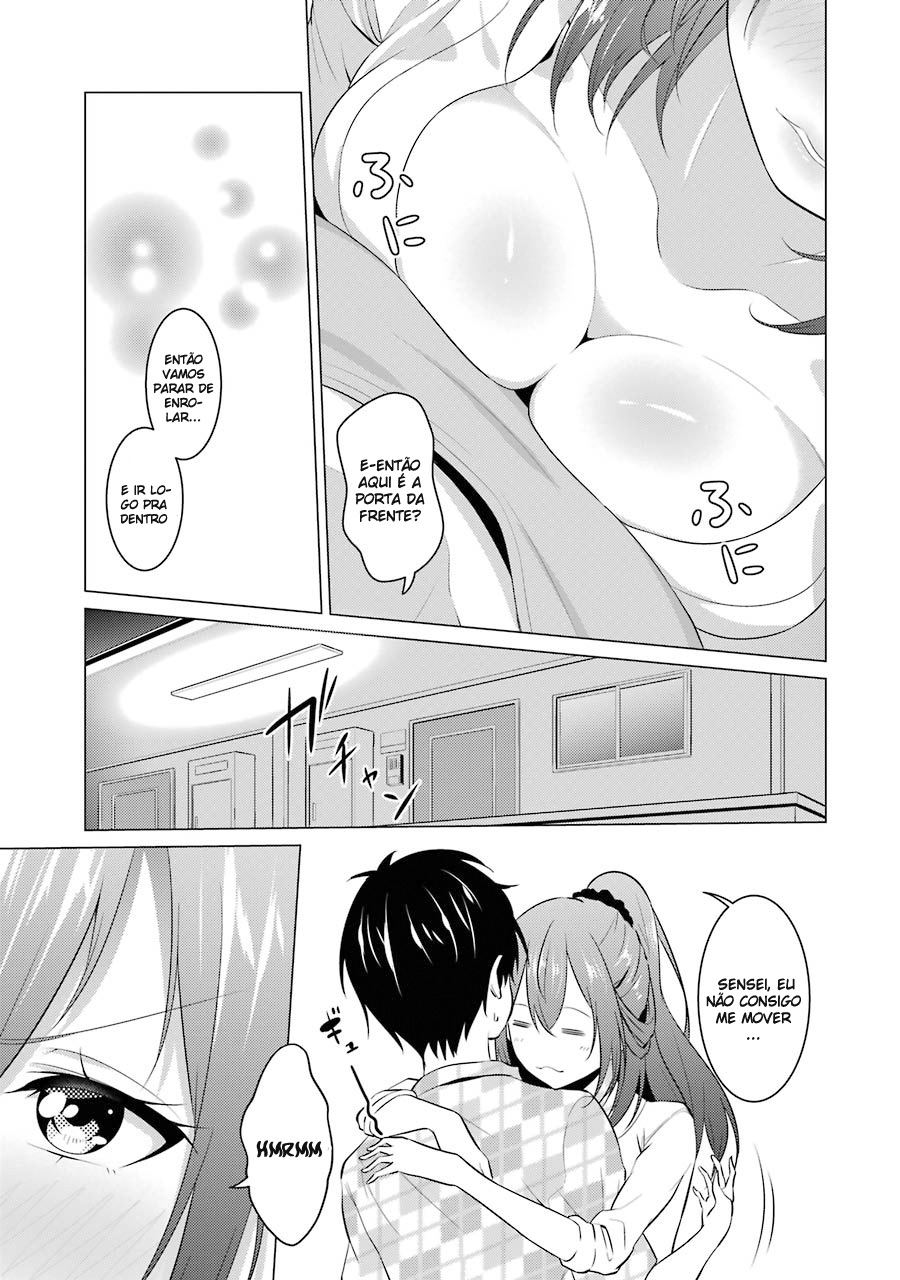 ふ
に
ふ
に
E-ENTÃO
AQUI É A
PORTA DA
FRENTE?
ENTÃO
VAMOS
PARAR DE
ENRO-
LAR...
E IR LO-
GO PRA
DENTRO
ガチャン
SENSEI, EU
NÃO CONSIGO
ME MOVER
...
ギュ
HMRMM